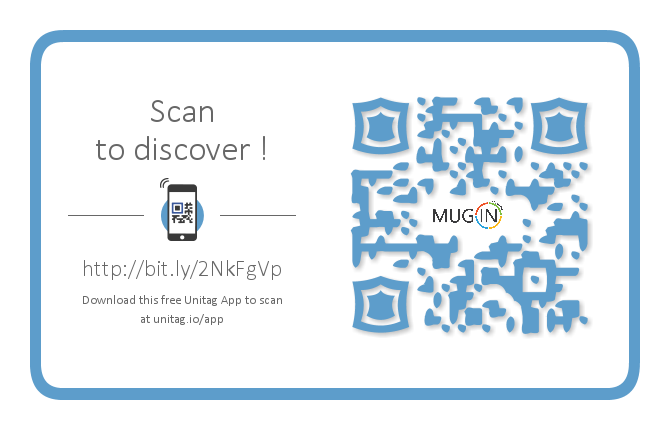 Scan
to discover !
http://bit.ly/2NkFgVp
Download this free Unitag App to scan
at unitag.io/app
MUGIN